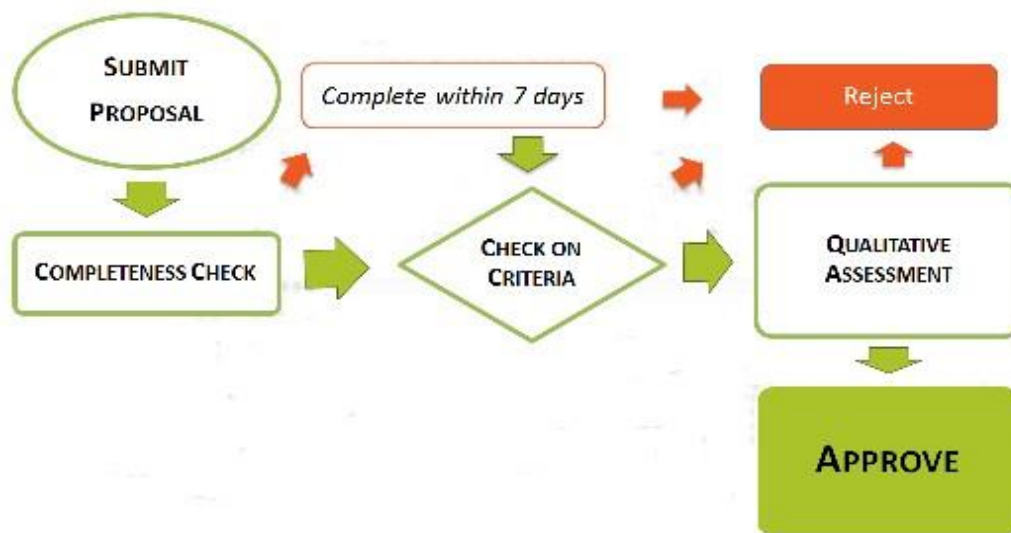 SUBMIT
PROPOSAL
Complete within 7 days
Reject
COMPLETENESS CHECK
CHECK ON
CRITERIA
QUALITATIVE
ASSESSMENT
APPROVE